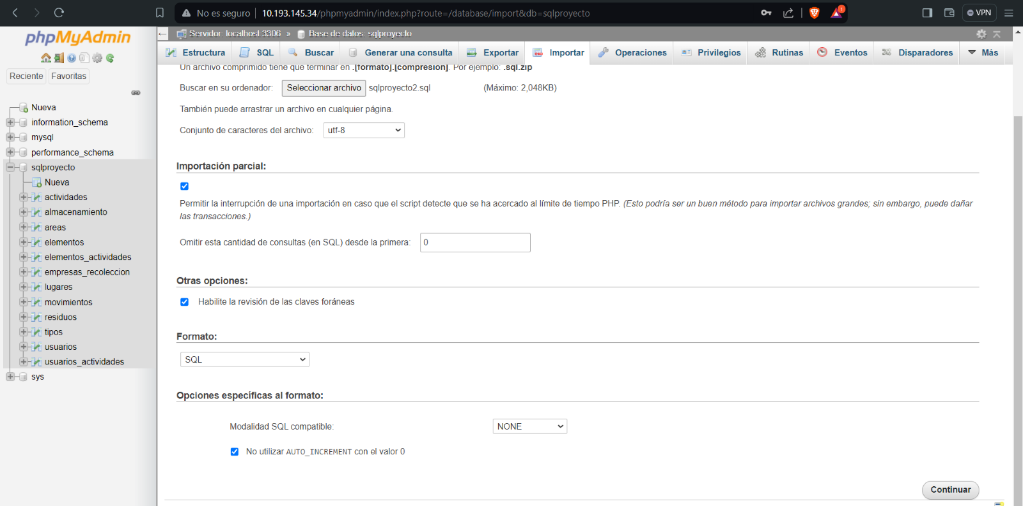 No es seguro
10.193.145.34/phpmyadmin/index.php?route=/database/import&db=sqlproyecto
VPN
phpMyAdmin
Reciente Favoritas
Nueva
information_schema
mysql
performance_schema
sqlproyecto
Nueva
actividades
almacenamiento
areas
elementos
elementos_actividades
empresas_recoleccion
lugares
movimientos
residuos
tipos
usuarios
usuarios_actividades
sys
Servidor: localhost:3306 » Base de datos: sqlproyecto
Estructura SQL Buscar Generar una consulta Exportar Importar Operaciones Privilegios Rutinas Eventos Disparadores Más
Un archivo comprimido tiene que terminar en .[formato].[compresión]. Por ejemplo: .sql.zip
Buscar en su ordenador: Seleccionar archivo sqlproyecto2.sql (Máximo: 2,048KB)
También puede arrastrar un archivo en cualquier página.
Conjunto de caracteres del archivo: utf-8
Importación parcial:
Permitir la interrupción de una importación en caso que el script detecte que se ha acercado al límite de tiempo PHP. (Esto podría ser un buen método para importar archivos grandes; sin embargo, puede dañar
las transacciones.)
Omitir esta cantidad de consultas (en SQL) desde la primera: 0
Otras opciones:
Habilite la revisión de las claves foráneas
Formato:
SQL
Opciones específicas al formato:
Modalidad SQL compatible: NONE
No utilizar AUTO_INCREMENT con el valor 0
Continuar